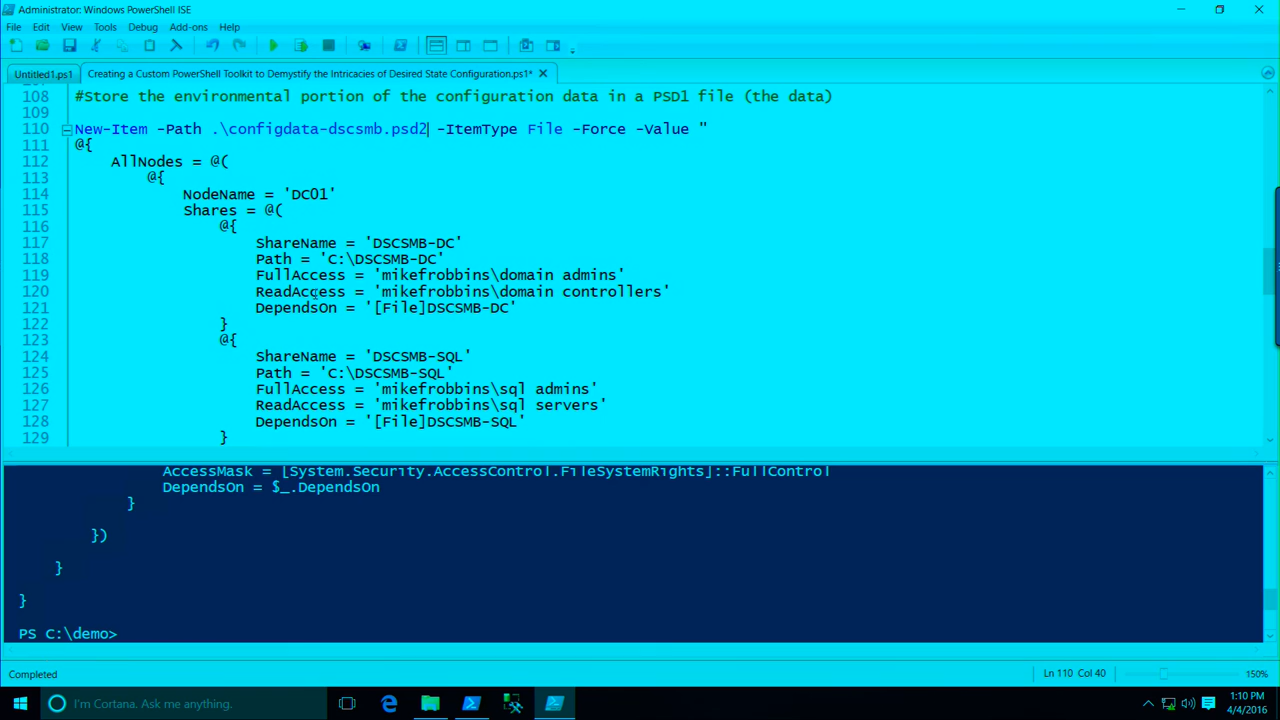 Administrator: Windows PowerShell ISE
File Edit View Tools Debug Add-ons Help
Untitled1.ps1 Creating a Custom PowerShell Toolkit to Demystify the Intricacies of Desired State Configuration.ps1*
108 #Store the environmental portion of the configuration data in a PSD1 file (the data)
109
110 New-Item -Path .\configdata-dscsmb.psd2 -ItemType File -Force -Value "
111 @{
112 AllNodes = @(
113 @{
114 NodeName = 'DC01'
115 Shares = @(
116 @{
117 ShareName = 'DSCSMB-DC'
118 Path = 'C:\DSCSMB-DC'
119 FullAccess = 'mikefrobbins\domain admins'
120 ReadAccess = 'mikefrobbins\domain controllers'
121 DependsOn = '[File]DSCSMB-DC'
122 }
123 @{
124 ShareName = 'DSCSMB-SQL'
125 Path = 'C:\DSCSMB-SQL'
126 FullAccess = 'mikefrobbins\sql admins'
127 ReadAccess = 'mikefrobbins\sql servers'
128 DependsOn = '[File]DSCSMB-SQL'
129 }
AccessMask = [System.Security.AccessControl.FileSystemRights]::FullControl
DependsOn = $_.DependsOn
}
})
}
}
PS C:\demo>
Completed Ln 110 Col 40 150%
I'm Cortana. Ask me anything. 1:10 PM
4/4/2016